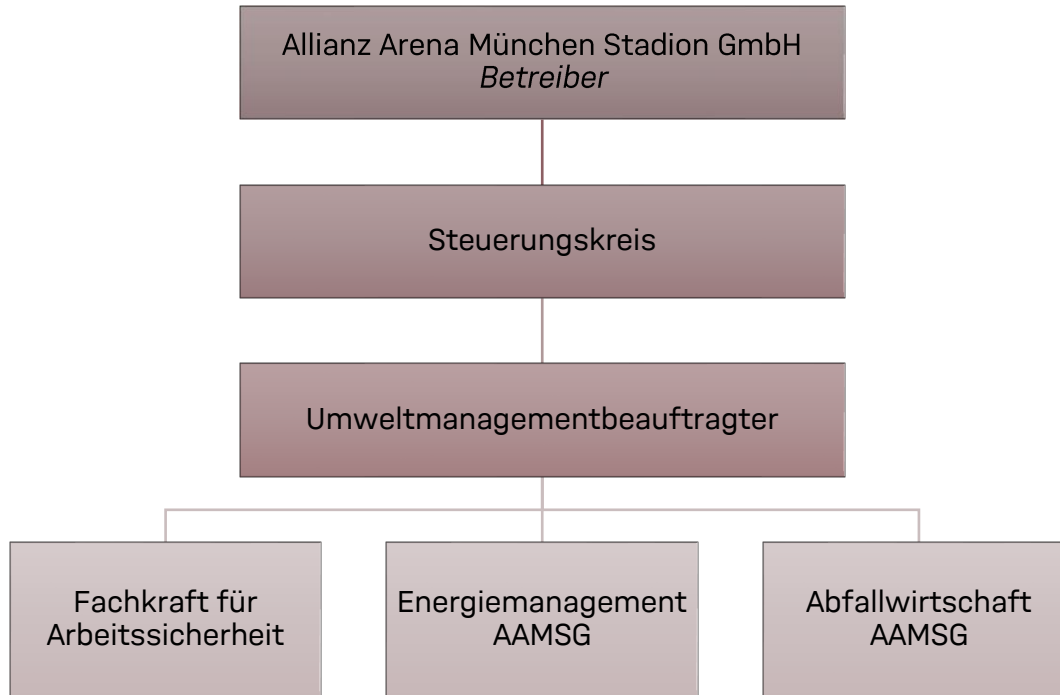 Allianz Arena München Stadion GmbH
Betreiber
Steuerungskreis
Umweltmanagementbeauftragter
Fachkraft für
Arbeitssicherheit
Energiemanagement
AAMSG
Abfallwirtschaft
AAMSG